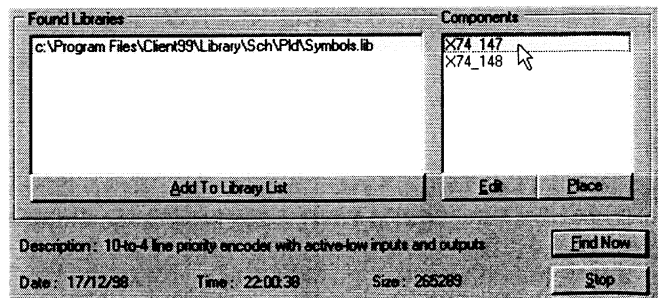 Found Libraries
c:\Program Files\Client99\Library\Sch\Pld\Symbols.lib
Add To Library List
Components
X74_147
X74_148
Edit
Place
Description : 10-to-4 line priority encoder with active-low inputs and outputs
Find Now
Date : 17/12/98 Time : 22:00:38 Size : 265289
Stop